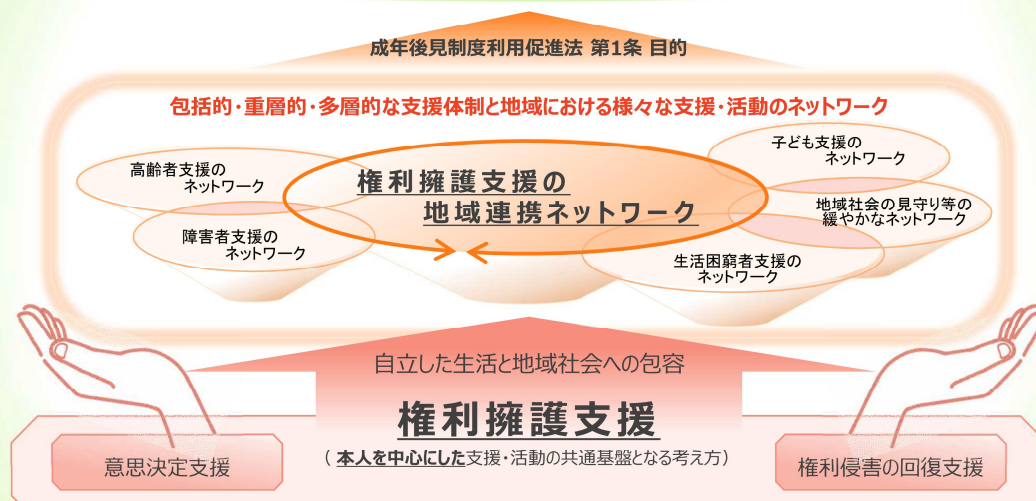 成年後見制度利用促進法 第1条 目的
包括的・重層的・多層的な支援体制と地域における様々な支援・活動のネットワーク
高齢者支援の
ネットワーク
権利擁護支援の
地域連携ネットワーク
子ども支援の
ネットワーク
地域社会の見守り等の
緩やかなネットワーク
障害者支援の
ネットワーク
生活困窮者支援の
ネットワーク
自立した生活と地域社会への包容
権利擁護支援
（ 本人を中心にした支援・活動の共通基盤となる考え方）
意思決定支援
権利侵害の回復支援